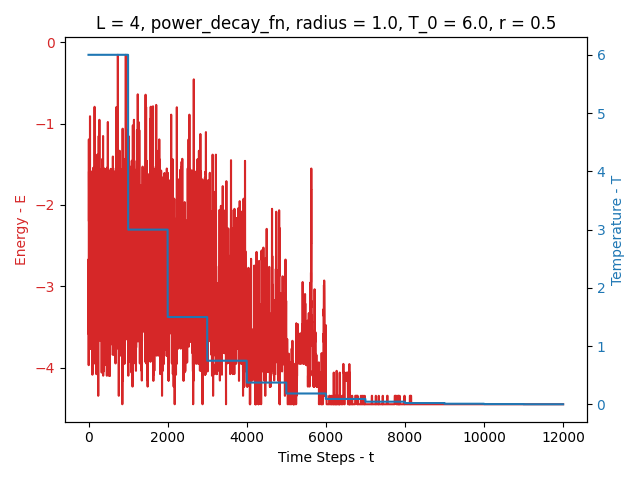 L = 4, power_decay_fn, radius = 1.0, T_0 = 6.0, r = 0.5
0
−1
−2
−3
−4
Energy - E
6
5
4
3
2
1
0
Temperature - T
0 2000 4000 6000 8000 10000 12000
Time Steps - t